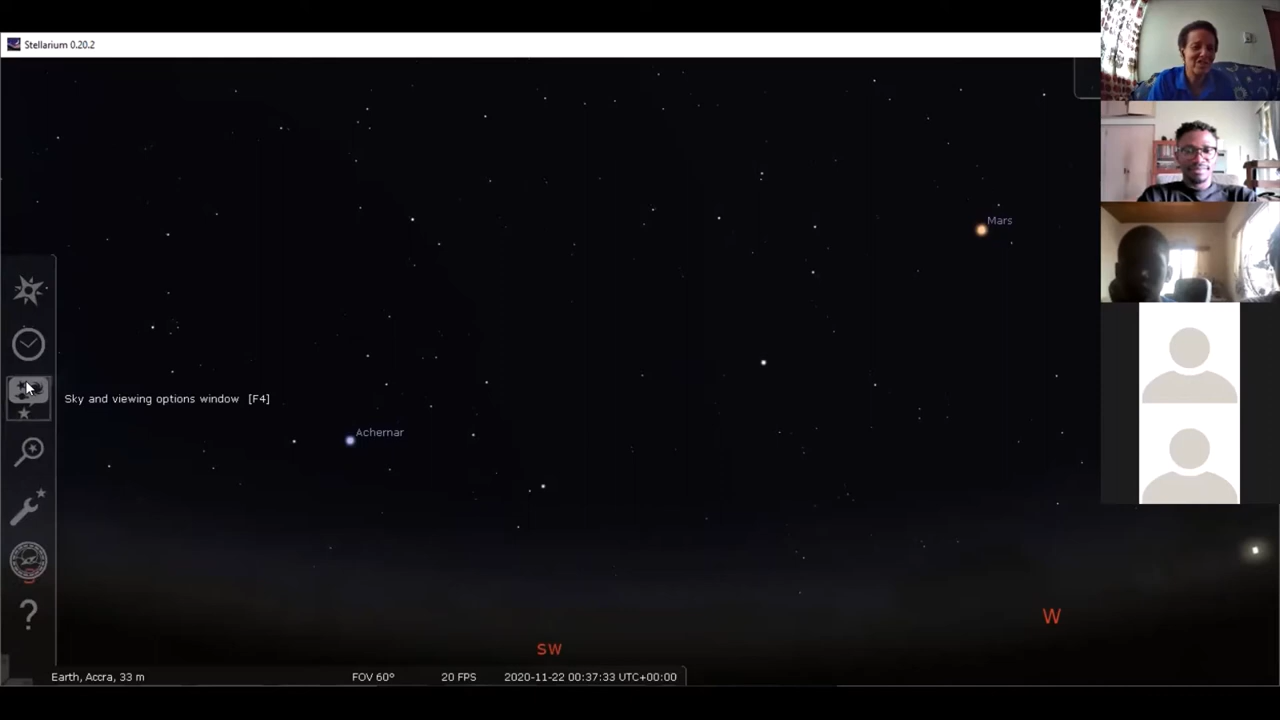 Stellarium 0.20.2
Mars
Sky and viewing options window [F4]
Achernar
W
SW
Earth, Accra, 33 m FOV 60° 20 FPS 2020-11-22 00:37:33 UTC+00:00